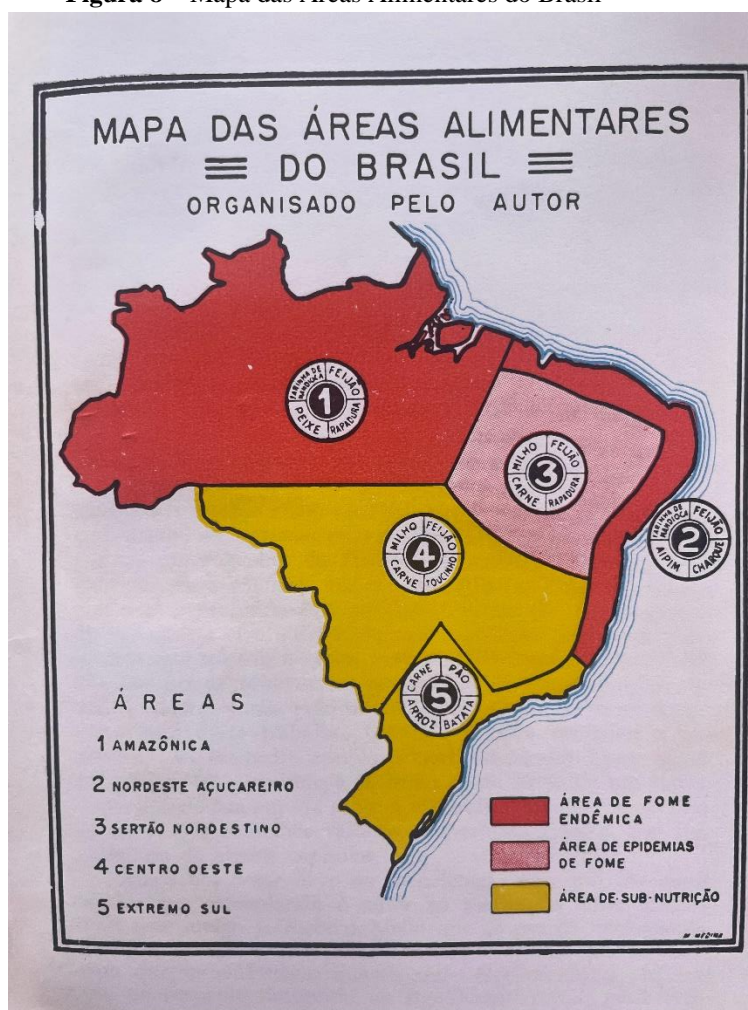 Figura 8 – Mapa das Áreas Alimentares do Brasil
MAPA DAS ÁREAS ALIMENTARES
DO BRASIL
ORGANISADO PELO AUTOR
FARINHA DE MANDIOCA
FEIJÃO
1
PEIXE
RAPADURA
MILHO
FEIJÃO
3
CARNE
RAPADURA
FARINHA DE MANDIOCA
FEIJÃO
2
AIPIM
CHARQUE
MILHO
FEIJÃO
4
CARNE
TOUCINHO
CARNE
PÃO
5
ARROZ
BATATA
ÁREAS
1 AMAZÔNICA
2 NORDESTE AÇUCAREIRO
3 SERTÃO NORDESTINO
4 CENTRO OESTE
5 EXTREMO SUL
ÁREA DE FOME
ENDÊMICA
ÁREA DE EPIDEMIAS
DE FOME
ÁREA DE SUB-NUTRIÇÃO